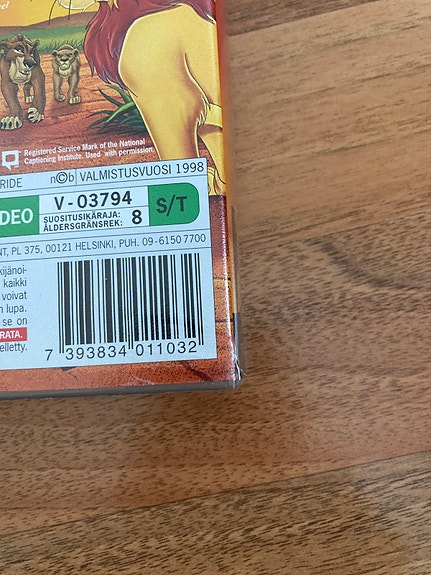 Registered Service Mark of the National
Captioning Institute. Used with permission.
RIDE n©b VALMISTUSVUOSI 1998
DEO V-03794
SUOSITUSIKÄRAJA:
ÅLDERSGRÄNSREK: 8 S/T
NT, PL 375, 00121 HELSINKI, PUH. 09-6150 7700
kijänoi-
kaikki
voivat
n lupa.
se on
RATA.
elletty.
7 393834 011032